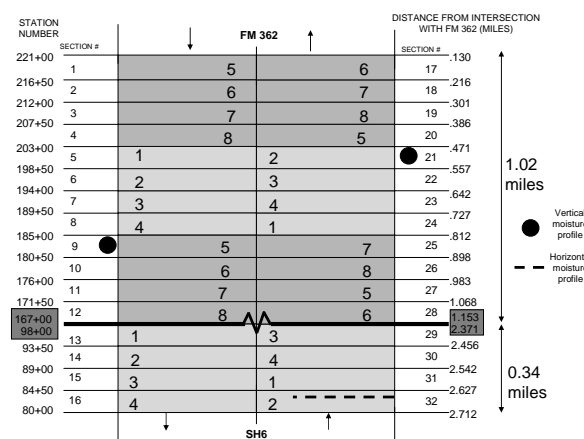 STATION NUMBER
DISTANCE FROM INTERSECTION WITH FM 362 (MILES)
SECTION # FM 362 SECTION #
221+00 .130
1 5 6 17
216+50 .216
2 6 7 18
212+00 .301
3 7 8 19
207+50 .386
4 8 5 20
203+00 .471
5 1 2 21
198+50 .557
6 2 3 22
194+00 .642
7 3 4 23
189+50 .727
8 4 1 24
185+00 .812
9 5 7 25
180+50 .898
10 6 8 26
176+00 .983
11 7 5 27
171+50 1.068
12 8 6 28
167+00 1.153
98+00 2.371
13 1 3 29
93+50 2.456
14 2 4 30
89+00 2.542
15 3 1 31
84+50 2.627
16 4 2 32
80+00 2.712
SH6
1.02 miles
Vertical
moisture
profile
Horizont
moisture
profile
0.34 miles